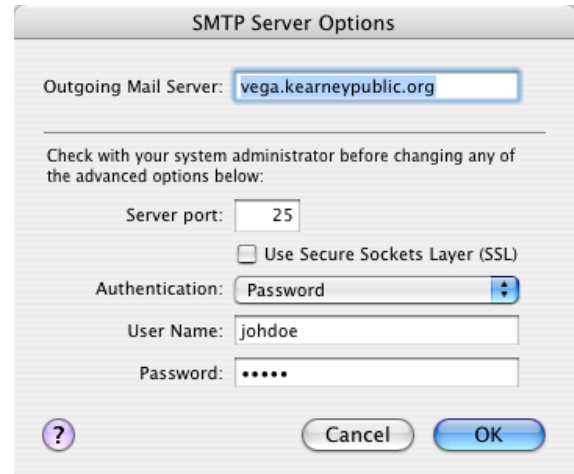 SMTP Server Options
Outgoing Mail Server: vega.kearneypublic.org
Check with your system administrator before changing any of
the advanced options below:
Server port: 25
Use Secure Sockets Layer (SSL)
Authentication: Password
User Name: johdoe
Password: •••••
? Cancel OK